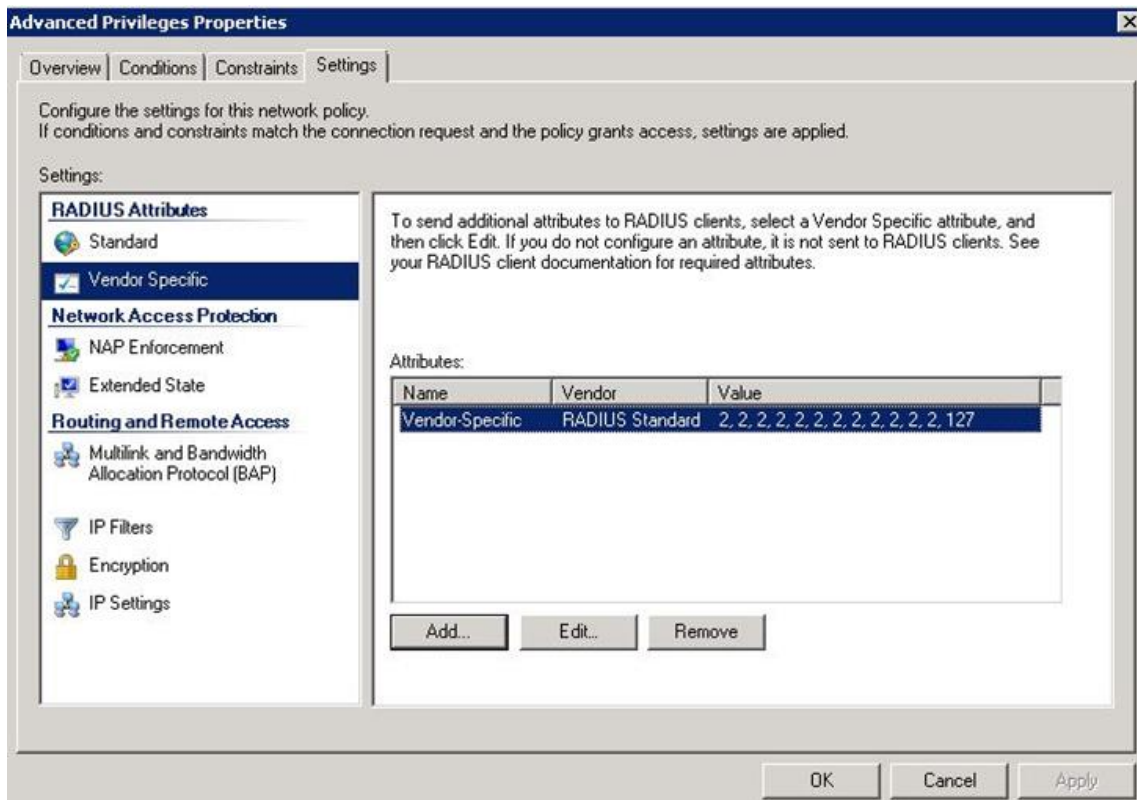 Advanced Privileges Properties
Overview Conditions Constraints Settings
Configure the settings for this network policy.
If conditions and constraints match the connection request and the policy grants access, settings are applied.
Settings:
RADIUS Attributes
Standard
Vendor Specific
Network Access Protection
NAP Enforcement
Extended State
Routing and Remote Access
Multilink and Bandwidth
Allocation Protocol (BAP)
IP Filters
Encryption
IP Settings
To send additional attributes to RADIUS clients, select a Vendor Specific attribute, and
then click Edit. If you do not configure an attribute, it is not sent to RADIUS clients. See
your RADIUS client documentation for required attributes.
Attributes:
Name Vendor Value
Vendor-Specific RADIUS Standard 2, 2, 2, 2, 2, 2, 2, 2, 2, 2, 2, 2, 127
Add... Edit... Remove
OK Cancel Apply